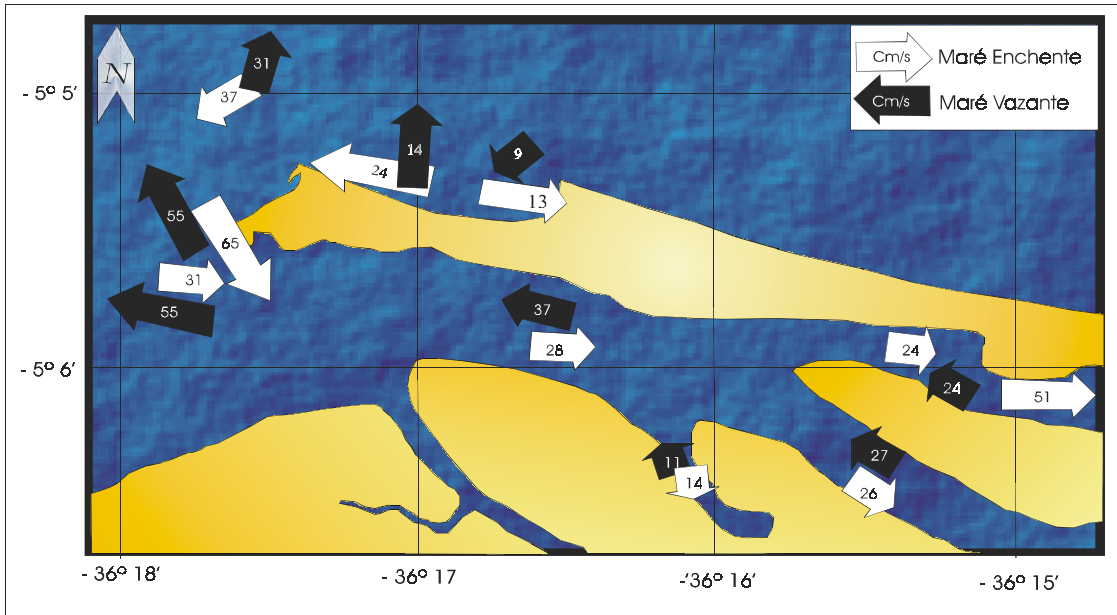 N
Cm/s Maré Enchente
Cm/s Maré Vazante
- 5º 5’
31
37
14
9
24
13
55
65
31
55
37
28
24
- 5º 6’
24
51
11
14
27
26
- 36º 18’
- 36º 17
-‘36º 16’
- 36º 15’